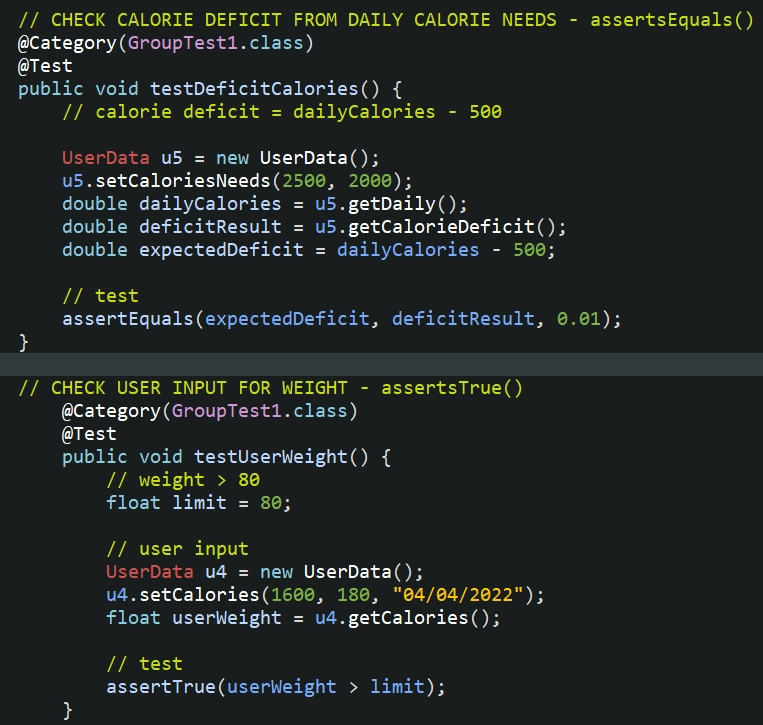 // CHECK CALORIE DEFICIT FROM DAILY CALORIE NEEDS - assertsEquals()
@Category(GroupTest1.class)
@Test
public void testDeficitCalories() {
    // calorie deficit = dailyCalories - 500

    UserData u5 = new UserData();
    u5.setCaloriesNeeds(2500, 2000);
    double dailyCalories = u5.getDaily();
    double deficitResult = u5.getCalorieDeficit();
    double expectedDeficit = dailyCalories - 500;

    // test
    assertEquals(expectedDeficit, deficitResult, 0.01);
}
// CHECK USER INPUT FOR WEIGHT - assertsTrue()
    @Category(GroupTest1.class)
    @Test
    public void testUserWeight() {
        // weight > 80
        float limit = 80;

        // user input
        UserData u4 = new UserData();
        u4.setCalories(1600, 180, "04/04/2022");
        float userWeight = u4.getCalories();

        // test
        assertTrue(userWeight > limit);
    }